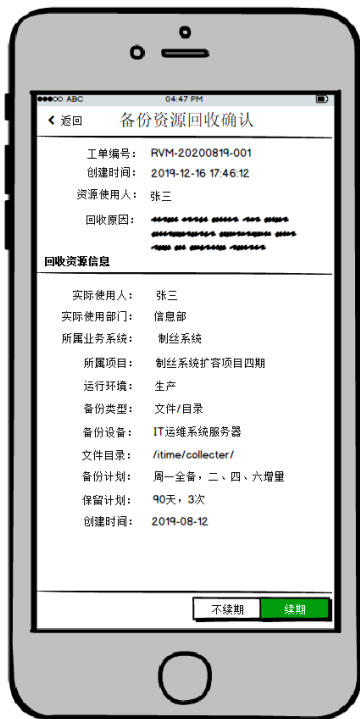 ABC 04:47 PM
返回 备份资源回收确认
工单编号： RVM-20200819-001
创建时间： 2019-12-16 17:46:12
资源使用人： 张三
回收原因：
回收资源信息
实际使用人： 张三
实际使用部门： 信息部
所属业务系统： 制丝系统
所属项目： 制丝系统扩容项目四期
运行环境： 生产
备份类型： 文件/目录
备份设备： IT运维系统服务器
文件目录： /itime/collecter/
备份计划： 周一全备，二、四、六增量
保留计划： 90天，3次
创建时间： 2019-08-12
不续期 续期